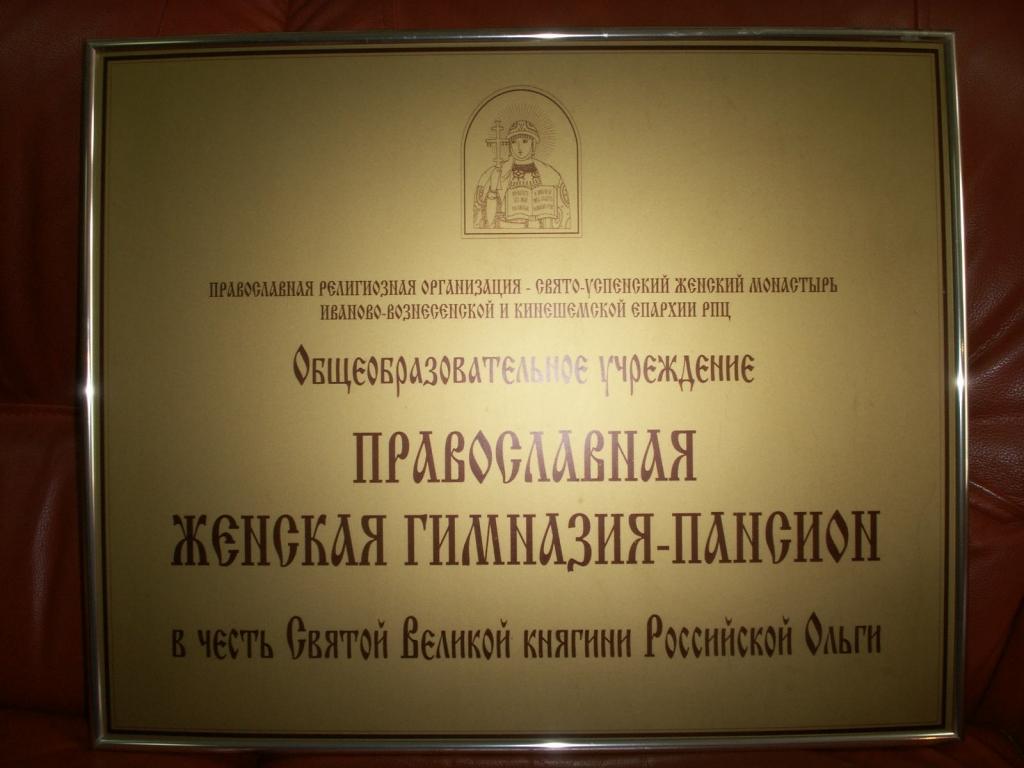 ПРАВОСЛАВНАЯ РЕЛИГИОЗНАЯ ОРГАНИЗАЦИЯ - СВЯТО-УСПЕНСКИЙ ЖЕНСКИЙ МОНАСТЫРЬ
ИВАНОВО-ВОЗНЕСЕНСКОЙ И КИНЕШЕМСКОЙ ЕПАРХИИ РПЦ
Общеобразовательное учреждение
ПРАВОСЛАВНАЯ
ЖЕНСКАЯ ГИМНАЗИЯ-ПАНСИОН
в честь Святой Великой княгини Российской Ольги